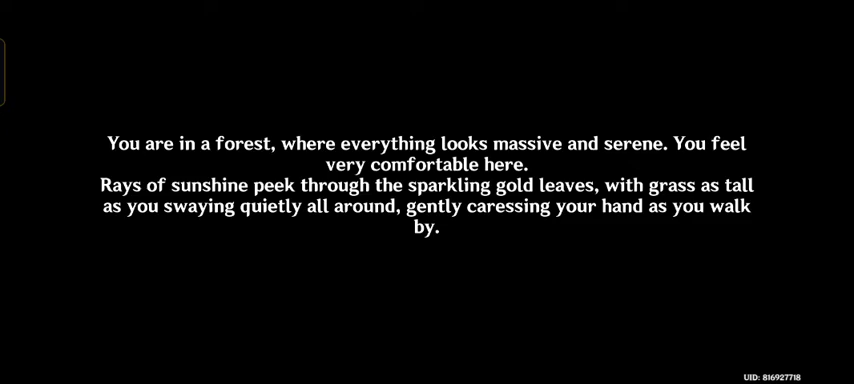 You are in a forest, where everything looks massive and serene. You feel
very comfortable here.
Rays of sunshine peek through the sparkling gold leaves, with grass as tall
as you swaying quietly all around, gently caressing your hand as you walk
by.
UID: 816927718